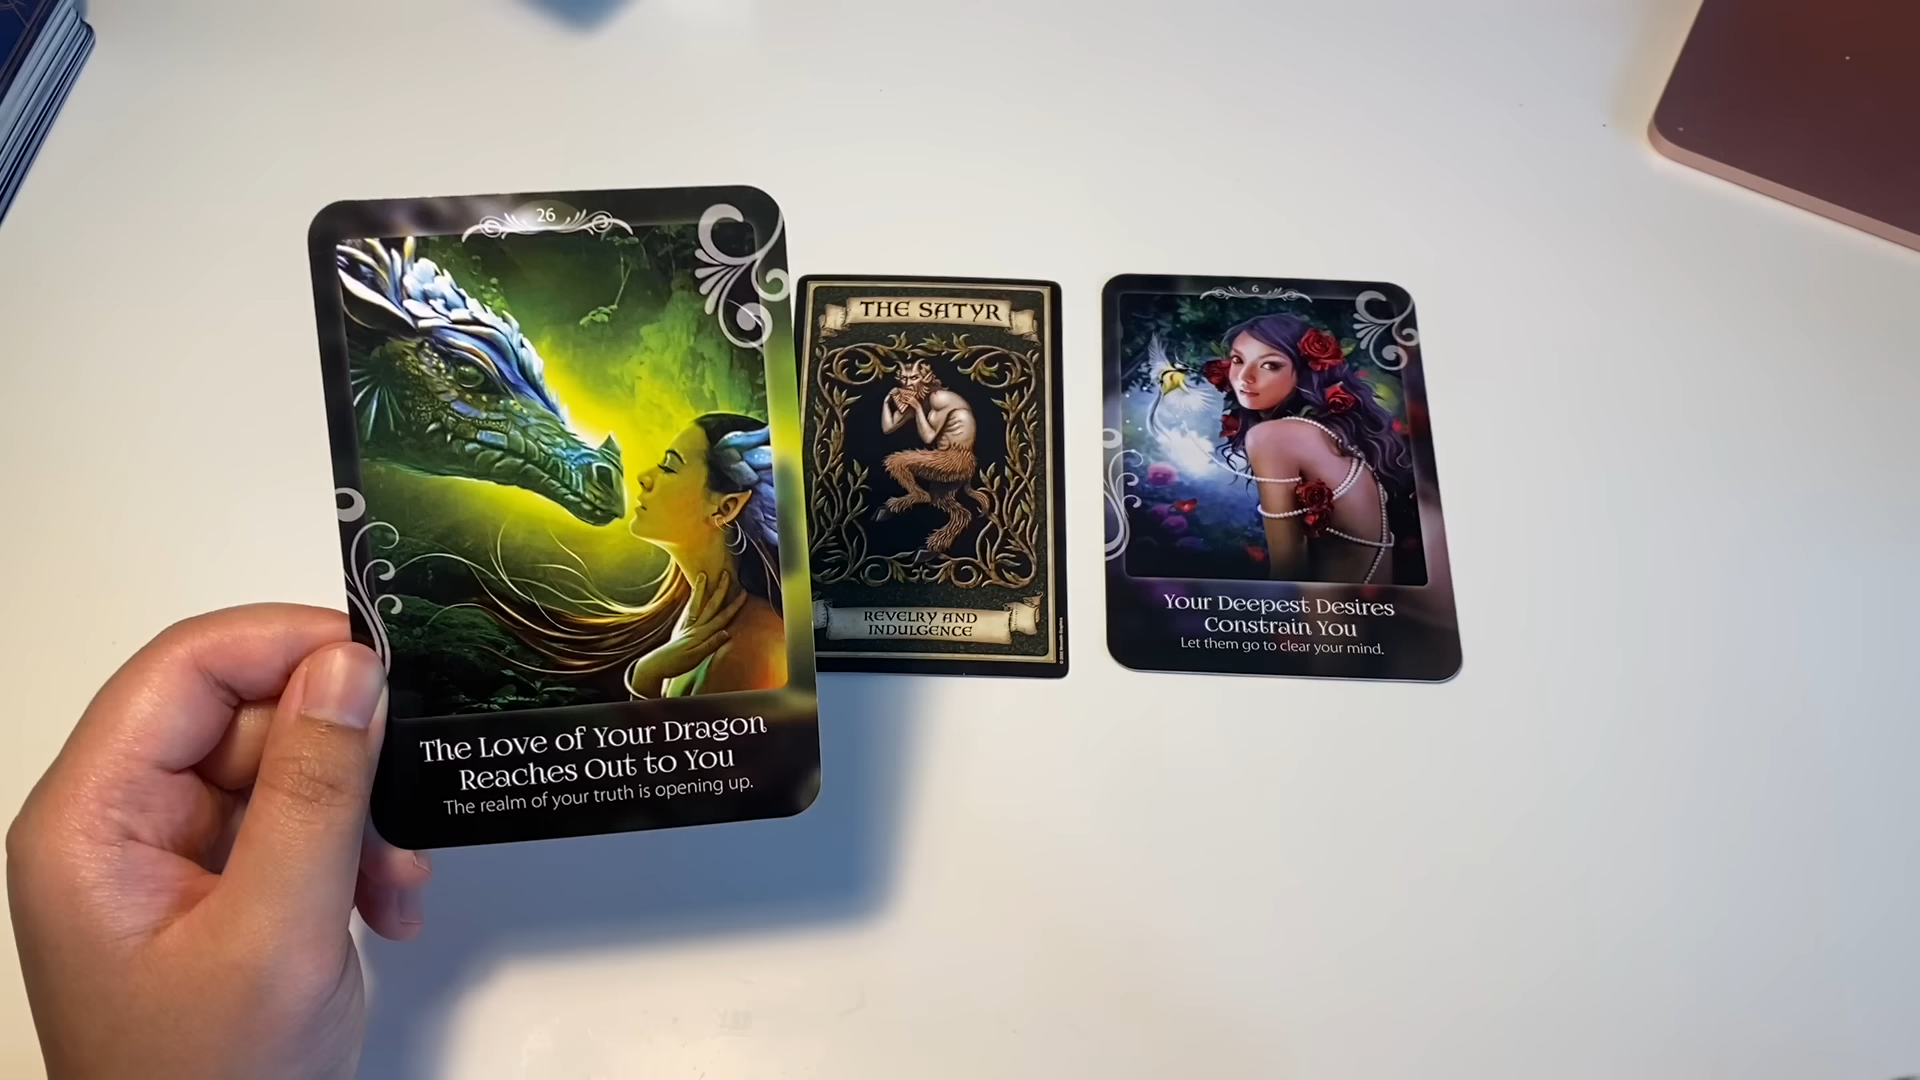 26
The Love of Your Dragon
Reaches Out to You
The realm of your truth is opening up.
THE SATYR
REVELRY AND
INDULGENCE
6
Your Deepest Desires
Constrain You
Let them go to clear your mind.